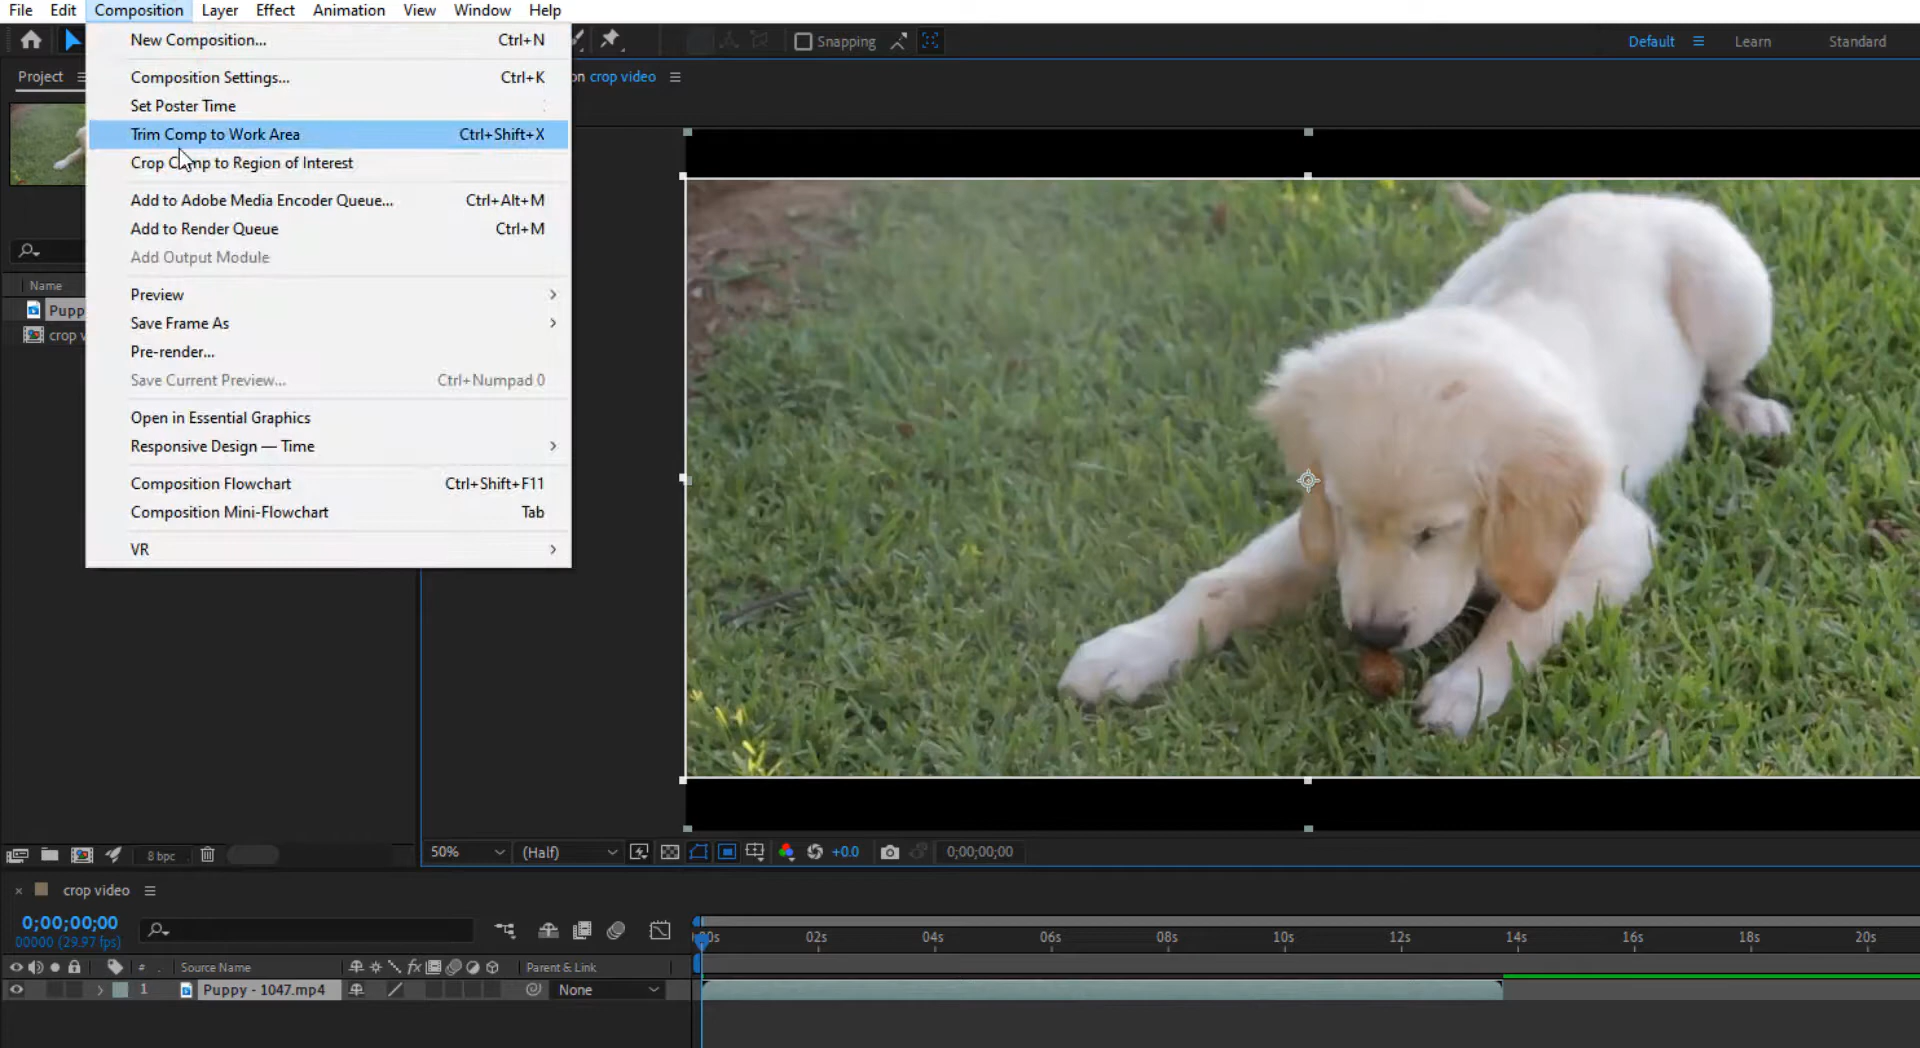 File Edit Composition Layer Effect Animation View Window Help
New Composition... Ctrl+N
Snapping
Default Learn Standard
Project
Composition Settings... Ctrl+K
on crop video
Set Poster Time
Trim Comp to Work Area Ctrl+Shift+X
Crop Comp to Region of Interest
Add to Adobe Media Encoder Queue... Ctrl+Alt+M
Add to Render Queue Ctrl+M
Add Output Module
Name
Preview
Pupp
Save Frame As
crop v
Pre-render...
Save Current Preview... Ctrl+Numpad 0
Open in Essential Graphics
Responsive Design — Time
Composition Flowchart Ctrl+Shift+F11
Composition Mini-Flowchart Tab
VR
8 bpc
50% (Half) +0.0 0;00;00;00
crop video
0;00;00;00
00000 (29.97 fps)
00s 02s 04s 06s 08s 10s 12s 14s 16s 18s 20s
# Source Name fx Parent & Link
1 Puppy - 1047.mp4 None